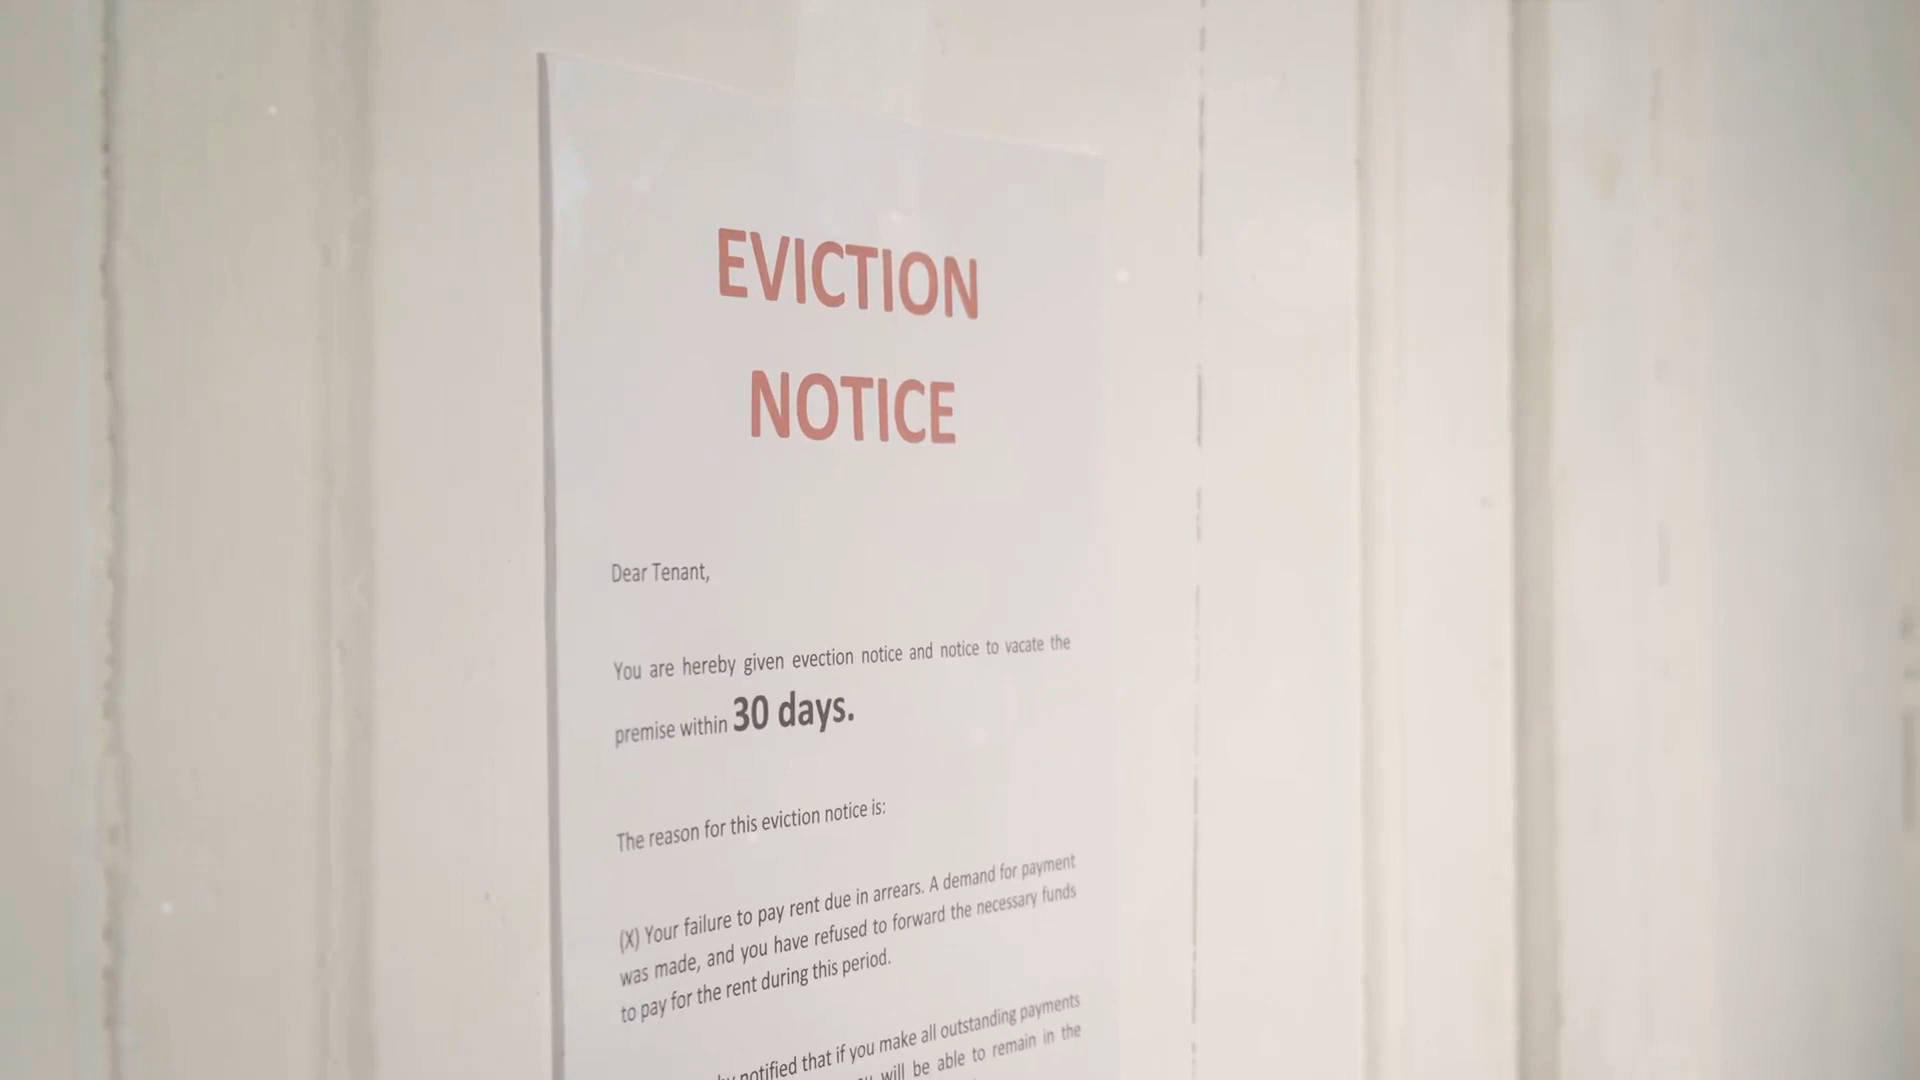 EVICTION
NOTICE
Dear Tenant,
You are hereby given evection notice and notice to vacate the
premise within 30 days.
The reason for this eviction notice is:
(X) Your failure to pay rent due in arrears. A demand for payment
was made, and you have refused to forward the necessary funds
to pay for the rent during this period.
notified that if you make all outstanding payments
will be able to remain in the